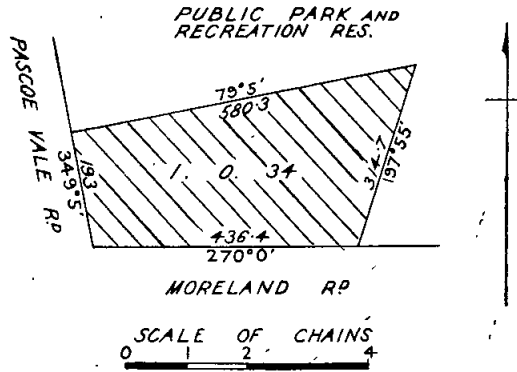 PUBLIC PARK AND
RECREATION RES.
PASCOE VALE RD
79°5'
580.3
349°5'
193
1. 0. 34
314.7
197°55'
436.4
270°0'
MORELAND RD
SCALE OF CHAINS
0 1 2 4